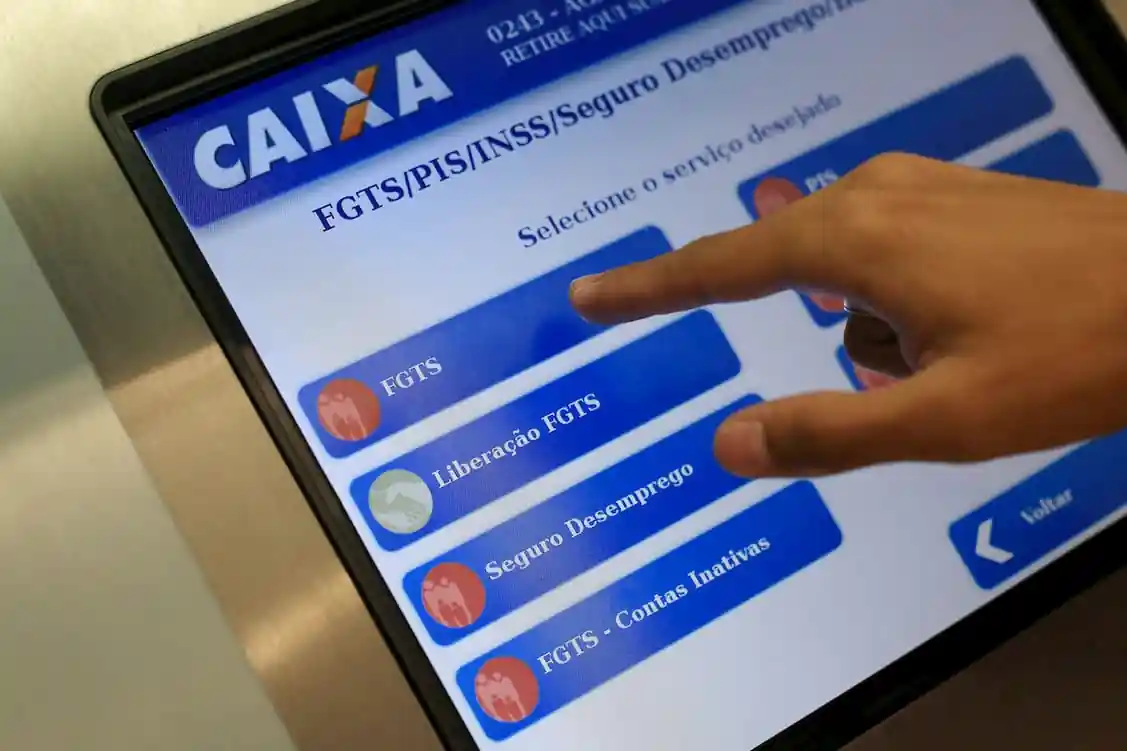 CAIXA
0243 -
RETIRE AQUI
FGTS/PIS/INSS/Seguro Desemprego/
Selecione o serviço desejado
FGTS
Liberação FGTS
Seguro Desemprego
FGTS - Contas Inativas
PIS
Voltar